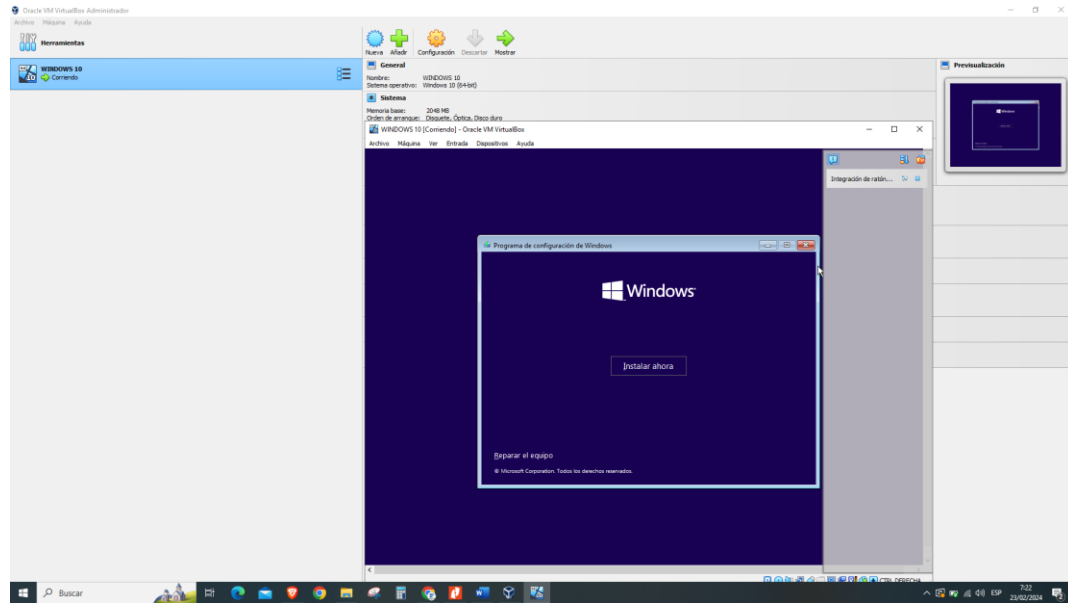 Oracle VM VirtualBox Administrador
Archivo Máquina Ayuda
Herramientas
Nueva Añadir Configuración Descartar Mostrar
WINDOWS 10
Corriendo
General
Nombre: WINDOWS 10
Sistema operativo: Windows 10 (64-bit)
Sistema
Memoria base: 2048 MB
Orden de arranque: Disquete, Óptica, Disco duro
Previsualización
WINDOWS 10 [Corriendo] - Oracle VM VirtualBox
Archivo Máquina Ver Entrada Dispositivos Ayuda
Integración de ratón...
Programa de configuración de Windows
Windows
Instalar ahora
Reparar el equipo
© Microsoft Corporation. Todos los derechos reservados.
CTRL DERECHA
Buscar
ESP
7:22
23/02/2024